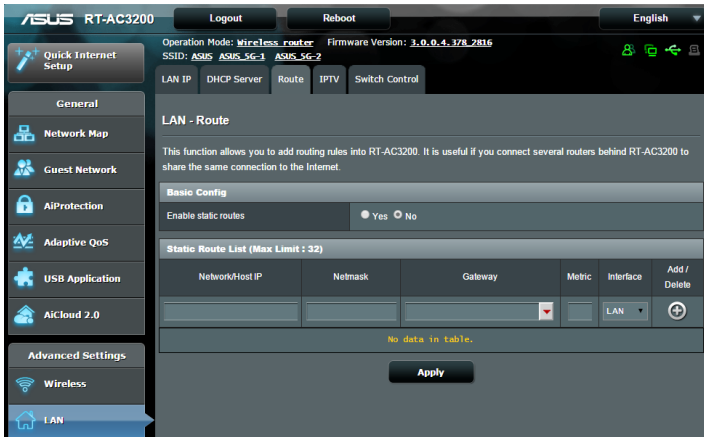 ASUS RT-AC3200
Logout
Reboot
English
Quick Internet
Setup
Operation Mode: Wireless router Firmware Version: 3.0.0.4.378_2816
SSID: ASUS ASUS_5G-1 ASUS_5G-2
LAN IP
DHCP Server
Route
IPTV
Switch Control
General
Network Map
Guest Network
AiProtection
Adaptive QoS
USB Application
AiCloud 2.0
Advanced Settings
Wireless
LAN
LAN - Route
This function allows you to add routing rules into RT-AC3200. It is useful if you connect several routers behind RT-AC3200 to
share the same connection to the Internet.
Basic Config
Enable static routes
Yes No
Static Route List (Max Limit : 32)
Network/Host IP
Netmask
Gateway
Metric
Interface
Add /
Delete
LAN
No data in table.
Apply